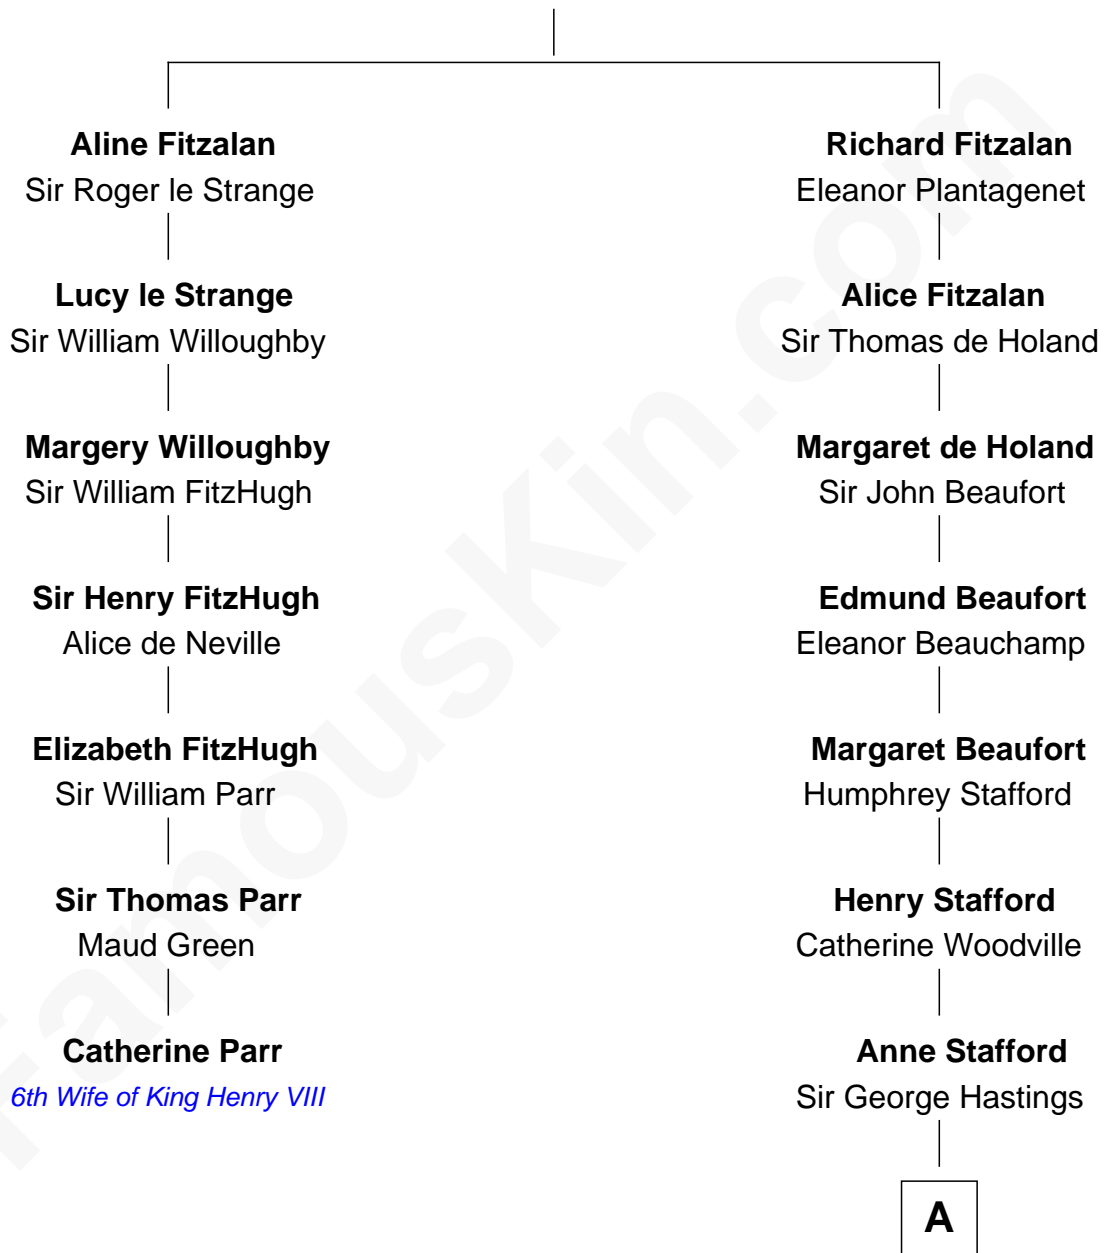 Aline Fitzalan
Sir Roger le Strange
Richard Fitzalan
Eleanor Plantagenet
Lucy le Strange
Sir William Willoughby
Alice Fitzalan
Sir Thomas de Holand
Margery Willoughby
Sir William FitzHugh
Margaret de Holand
Sir John Beaufort
Sir Henry FitzHugh
Alice de Neville
Edmund Beaufort
Eleanor Beauchamp
Elizabeth FitzHugh
Sir William Parr
Margaret Beaufort
Humphrey Stafford
Sir Thomas Parr
Maud Green
Henry Stafford
Catherine Woodville
Catherine Parr
6th Wife of King Henry VIII
Anne Stafford
Sir George Hastings
A
FamousKin.com